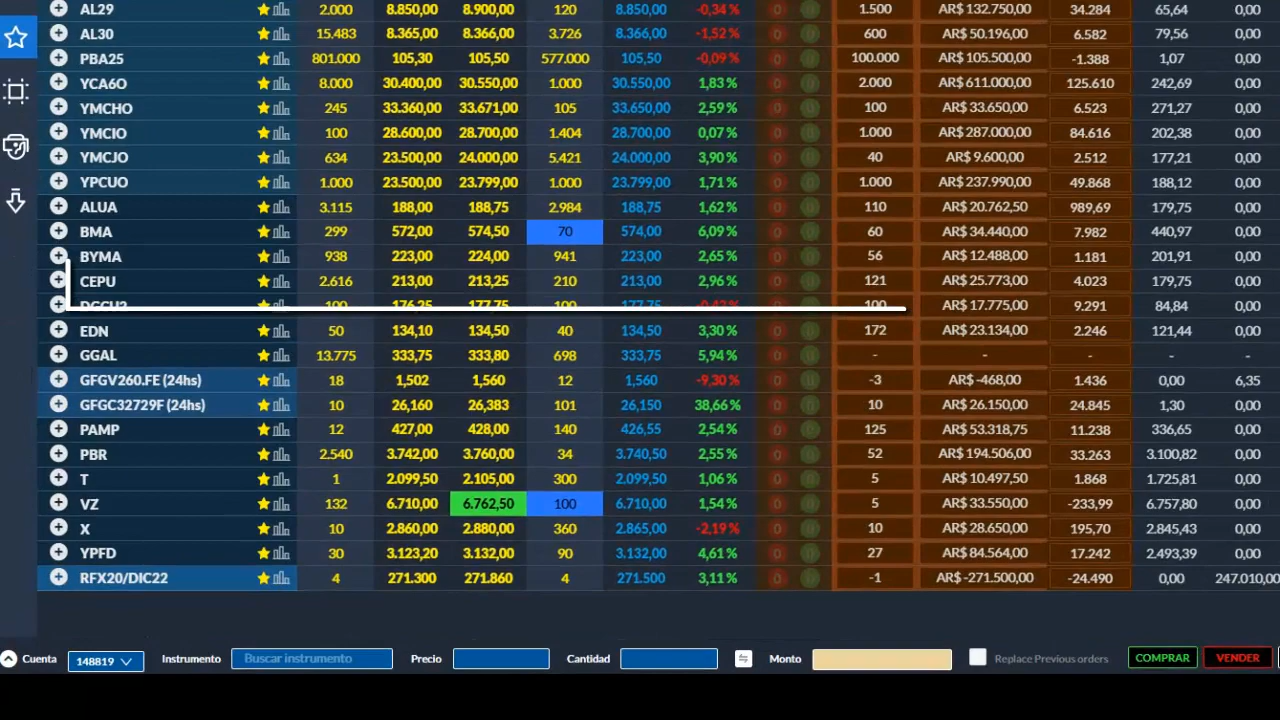 AL29 2.000 8.850,00 8.900,00 120 8.850,00 -0,34 % 1.500 AR$ 132.750,00 34.284 65,64 0,00
AL30 15.483 8.365,00 8.366,00 3.726 8.366,00 -1,52 % 600 AR$ 50.196,00 6.582 79,56 0,00
PBA25 801.000 105,30 105,50 577.000 105,50 -0,09 % 100.000 AR$ 105.500,00 -1.388 1,07 0,00
YCA6O 8.000 30.400,00 30.550,00 1.000 30.550,00 1,83 % 2.000 AR$ 611.000,00 125.610 242,69 0,00
YMCHO 245 33.360,00 33.671,00 105 33.650,00 2,59 % 100 AR$ 33.650,00 6.523 271,27 0,00
YMCIO 100 28.600,00 28.700,00 1.404 28.700,00 0,07 % 1.000 AR$ 287.000,00 84.616 202,38 0,00
YMCJO 634 23.500,00 24.000,00 5.421 24.000,00 3,90 % 40 AR$ 9.600,00 2.512 177,21 0,00
YPCUO 1.000 23.500,00 23.799,00 1.000 23.799,00 1,71 % 1.000 AR$ 237.990,00 49.868 188,12 0,00
ALUA 3.115 188,00 188,75 2.984 188,75 1,62 % 110 AR$ 20.762,50 989,69 179,75 0,00
BMA 299 572,00 574,50 70 574,00 6,09 % 60 AR$ 34.440,00 7.982 440,97 0,00
BYMA 938 223,00 224,00 941 223,00 2,65 % 56 AR$ 12.488,00 1.181 201,91 0,00
CEPU 2.616 213,00 213,25 210 213,00 2,96 % 121 AR$ 25.773,00 4.023 179,75 0,00
100 176,25 177,75 100 177,75 100 AR$ 17.775,00 9.291 84,84 0,00
EDN 50 134,10 134,50 40 134,50 3,30 % 172 AR$ 23.134,00 2.246 121,44 0,00
GGAL 13.775 333,75 333,80 698 333,75 5,94 % - - - - -
GFGV260.FE (24hs) 18 1,502 1,560 12 1,560 -9,30 % -3 AR$ -468,00 1.436 0,00 6,35
GFGC32729F (24hs) 10 26,160 26,383 101 26,150 38,66 % 10 AR$ 26.150,00 24.845 1,30 0,00
PAMP 12 427,00 428,00 140 426,55 2,54 % 125 AR$ 53.318,75 11.238 336,65 0,00
PBR 2.540 3.742,00 3.760,00 34 3.740,50 2,55 % 52 AR$ 194.506,00 33.263 3.100,82 0,00
T 1 2.099,50 2.105,00 300 2.099,50 1,06 % 5 AR$ 10.497,50 1.868 1.725,81 0,00
VZ 132 6.710,00 6.762,50 100 6.710,00 1,54 % 5 AR$ 33.550,00 -233,99 6.757,80 0,00
X 10 2.860,00 2.880,00 360 2.865,00 -2,19 % 10 AR$ 28.650,00 195,70 2.845,43 0,00
YPFD 30 3.123,20 3.132,00 90 3.132,00 4,61 % 27 AR$ 84.564,00 17.242 2.493,39 0,00
RFX20/DIC22 4 271.300 271.860 4 271.500 3,11 % -1 AR$ -271.500,00 -24.490 0,00 247.010,00
Cuenta 148819 Instrumento Buscar instrumento Precio Cantidad Monto Replace Previous orders COMPRAR VENDER